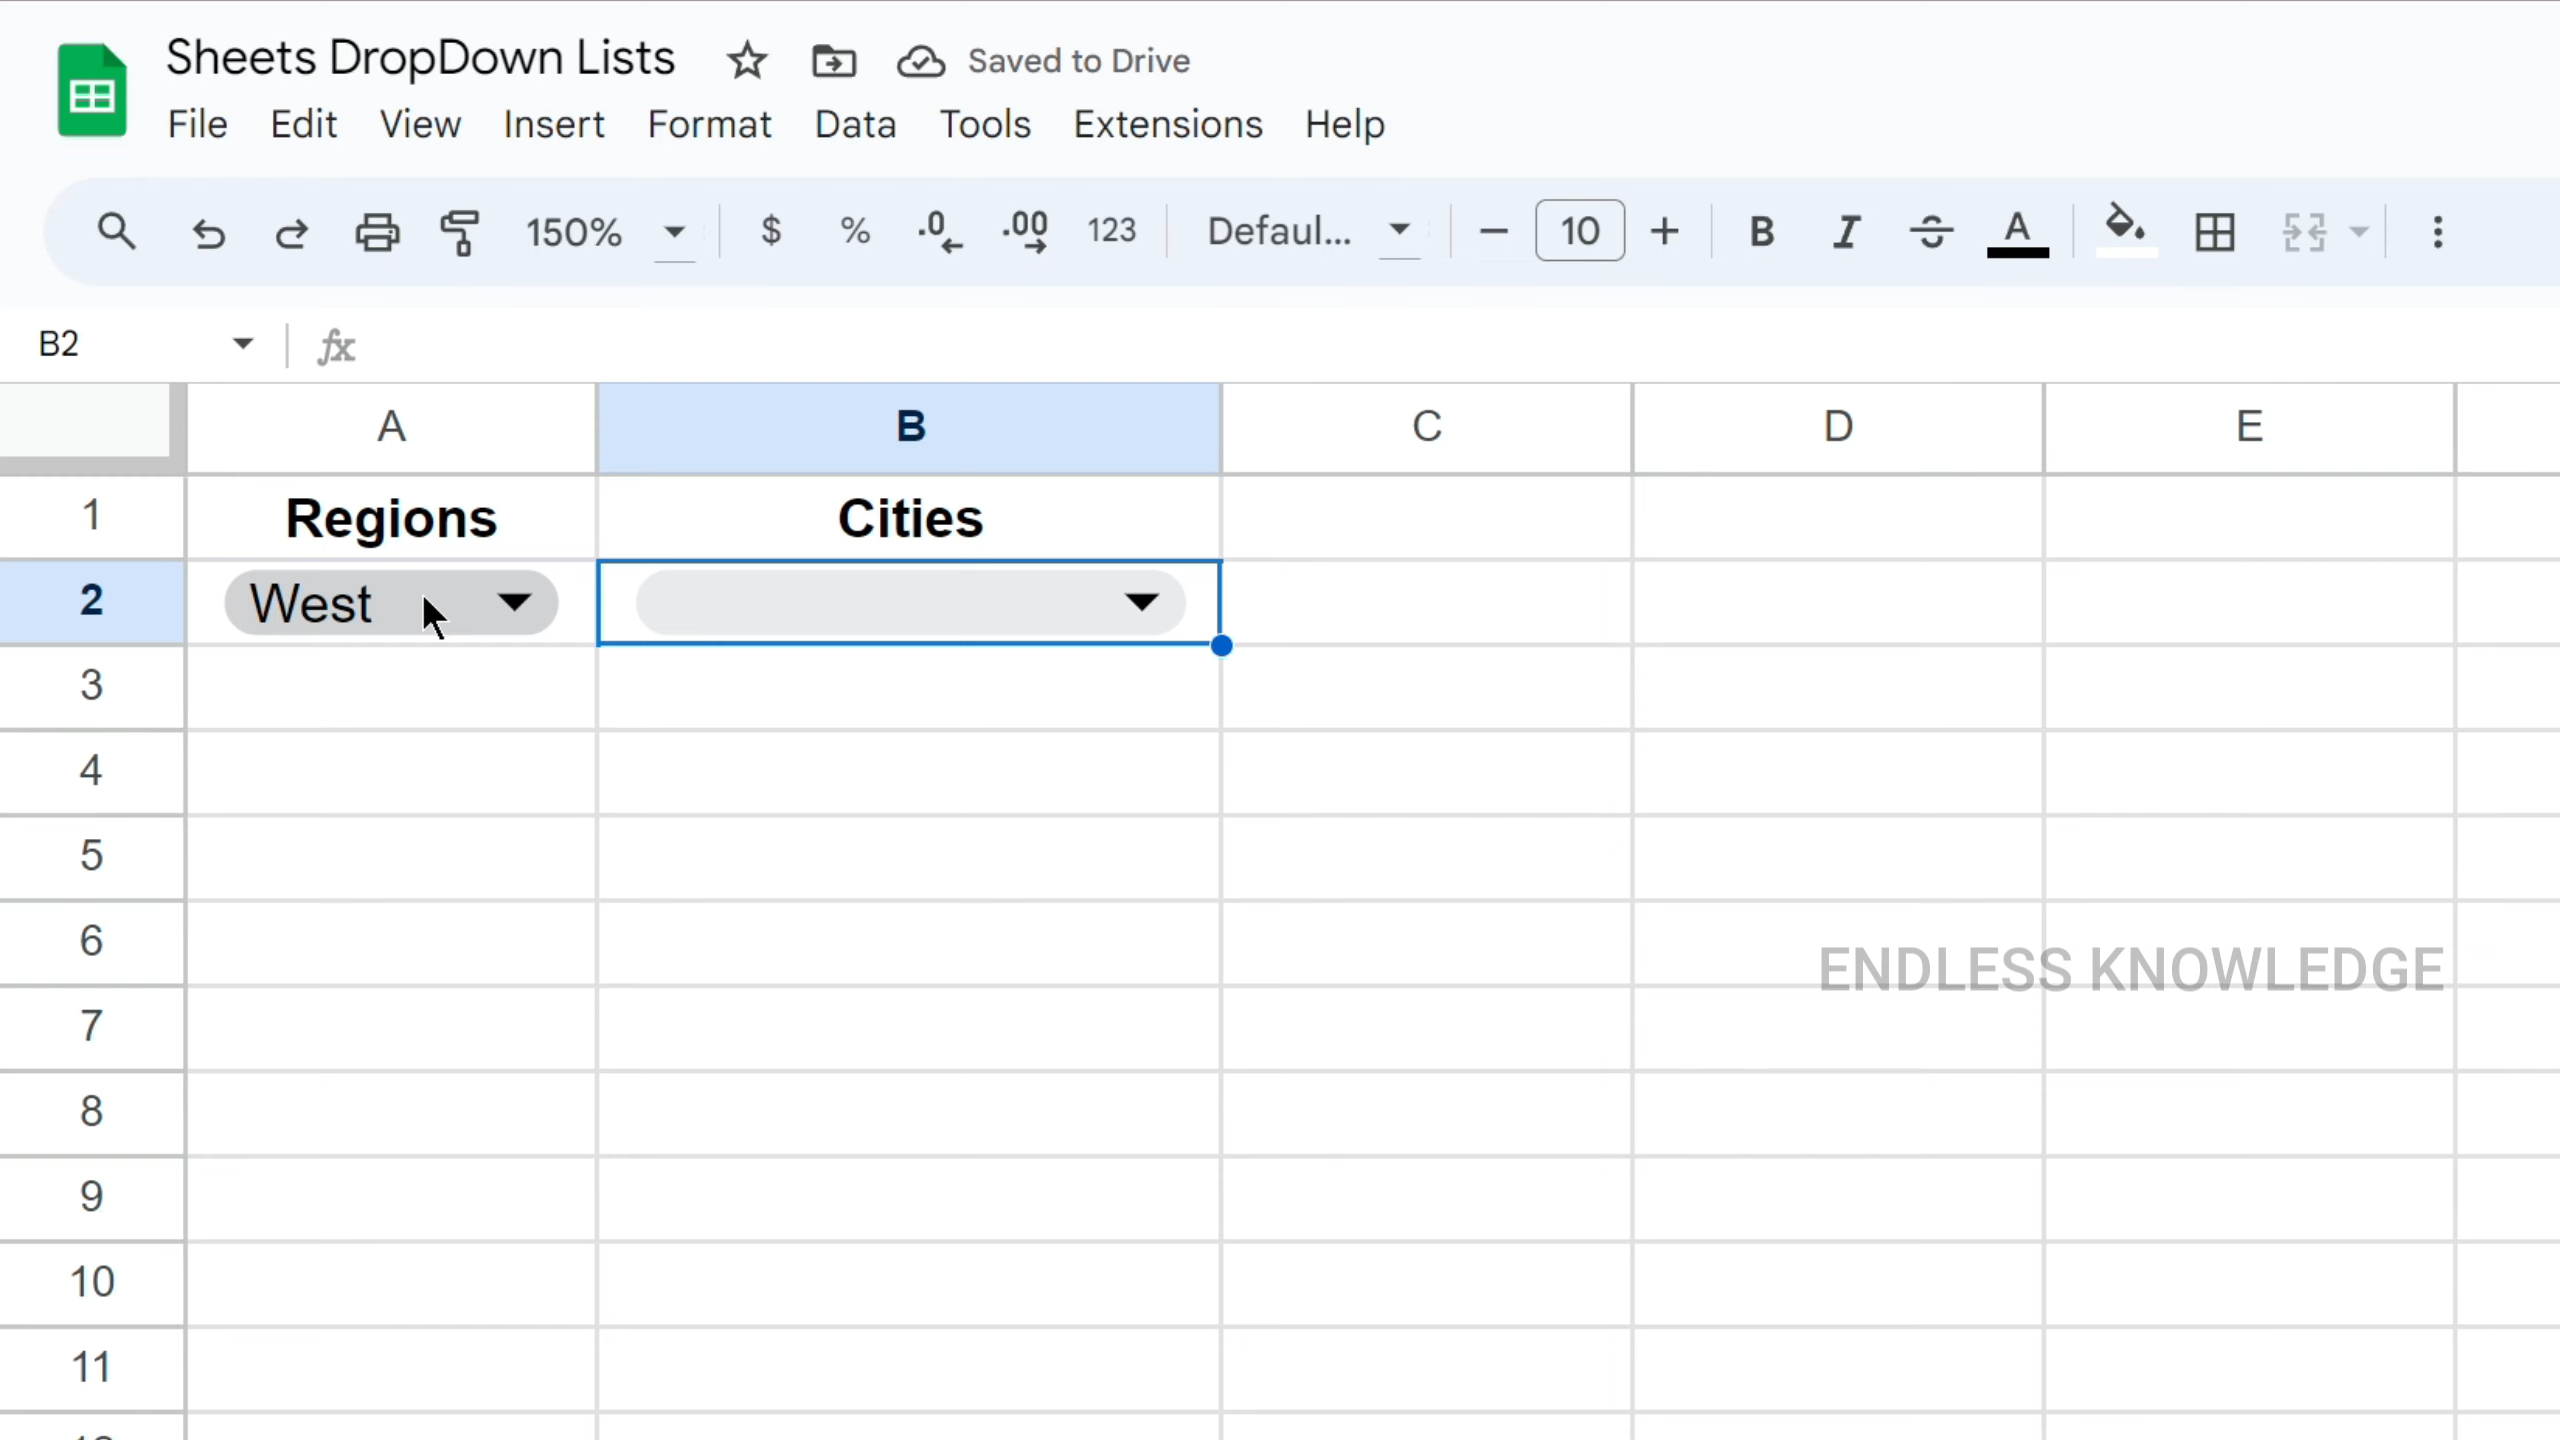 Sheets DropDown Lists Saved to Drive
File Edit View Insert Format Data Tools Extensions Help
150% $ % .0 .00 123 Defaul... 10 B I S A
B2 fx
A B C D E
1 Regions Cities
2 West
3
4
5
6
ENDLESS KNOWLEDGE
7
8
9
10
11